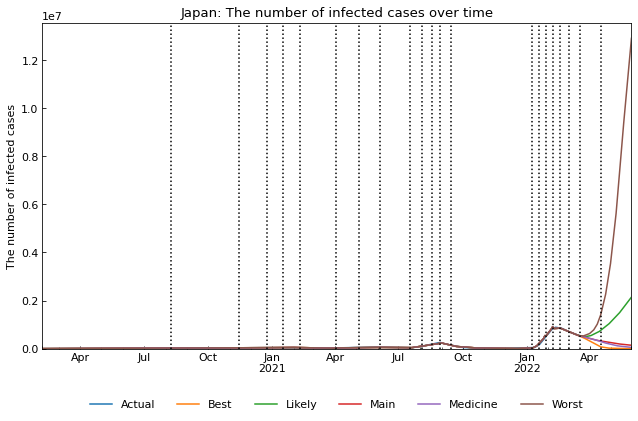 Japan: The number of infected cases over time
1e7
The number of infected cases
1.2
1.0
0.8
0.6
0.4
0.2
0.0
Apr Jul Oct Jan Apr Jul Oct Jan Apr
2021 2022
Actual Best Likely Main Medicine Worst